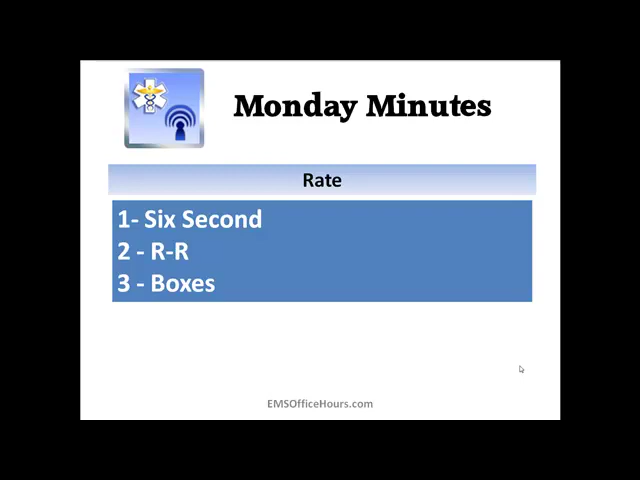 Monday Minutes
Rate
1- Six Second
2 - R-R
3 - Boxes
EMSOfficeHours.com